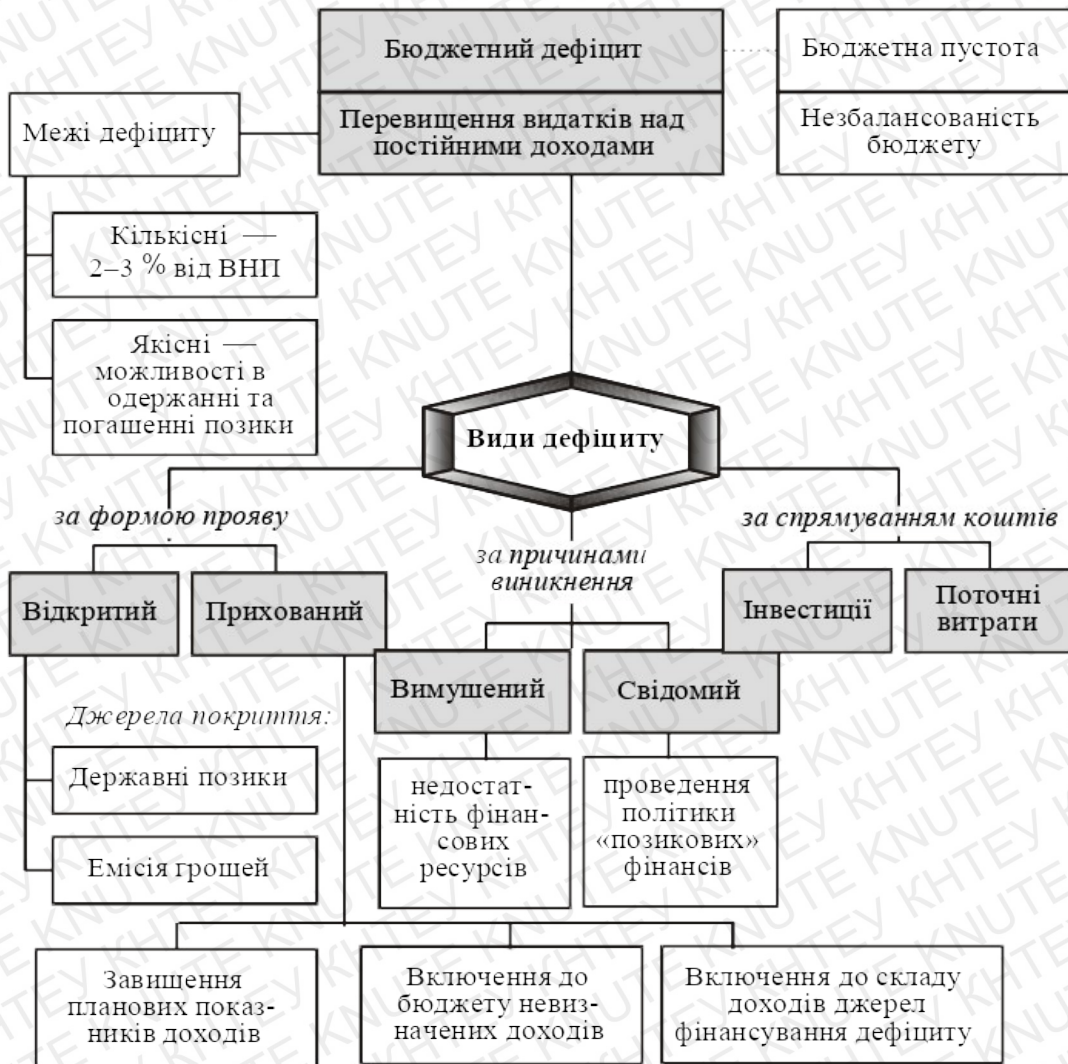 Бюджетний дефіцит
Бюджетна пустота
Перевищення видатків над
постійними доходами
Незбалансованість
бюджету
Межі дефіциту
Кількісні —
2–3 % від ВНП
Якісні —
можливості в
одержанні та
погашенні позики
Види дефіциту
за формою прояву
за причинами
виникнення
за спрямуванням коштів
Відкритий
Прихований
Інвестиції
Поточні
витрати
Вимушений
Свідомий
Джерела покриття:
Державні позики
Емісія грошей
недостат-
ність фінан-
сових
ресурсів
проведення
політики
«позикових»
фінансів
Завищення
планових показ-
ників доходів
Включення до
бюджету невиз-
начених доходів
Включення до складу
доходів джерел
фінансування дефіциту
KNUTE КНТЕУ